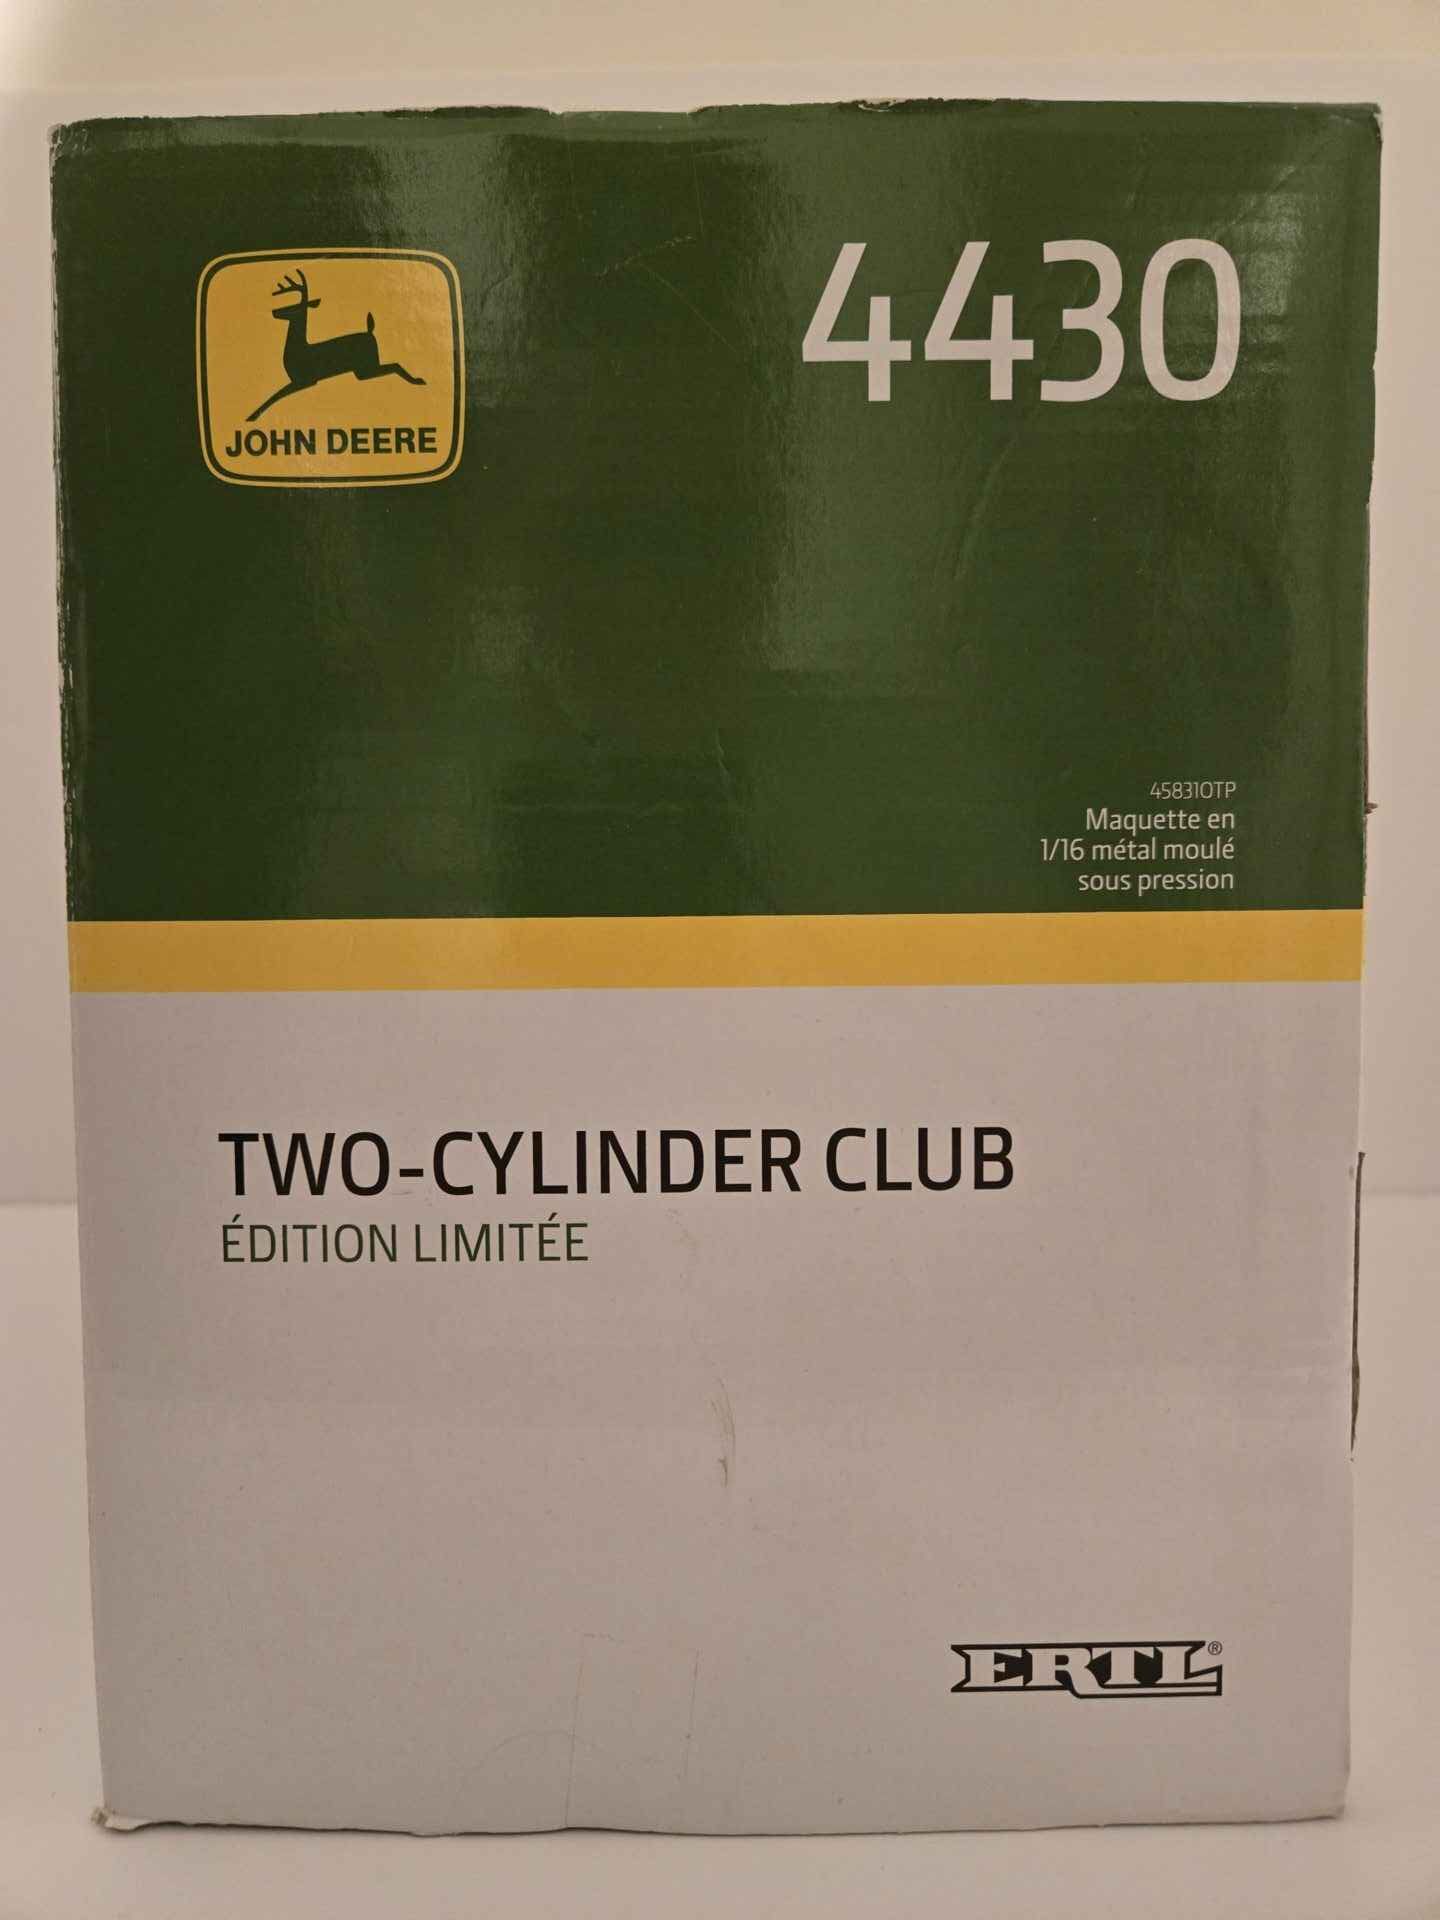 JOHN DEERE
4430
45831OTP
Maquette en
1/16 métal moulé
sous pression
TWO-CYLINDER CLUB
ÉDITION LIMITÉE
ERTL®